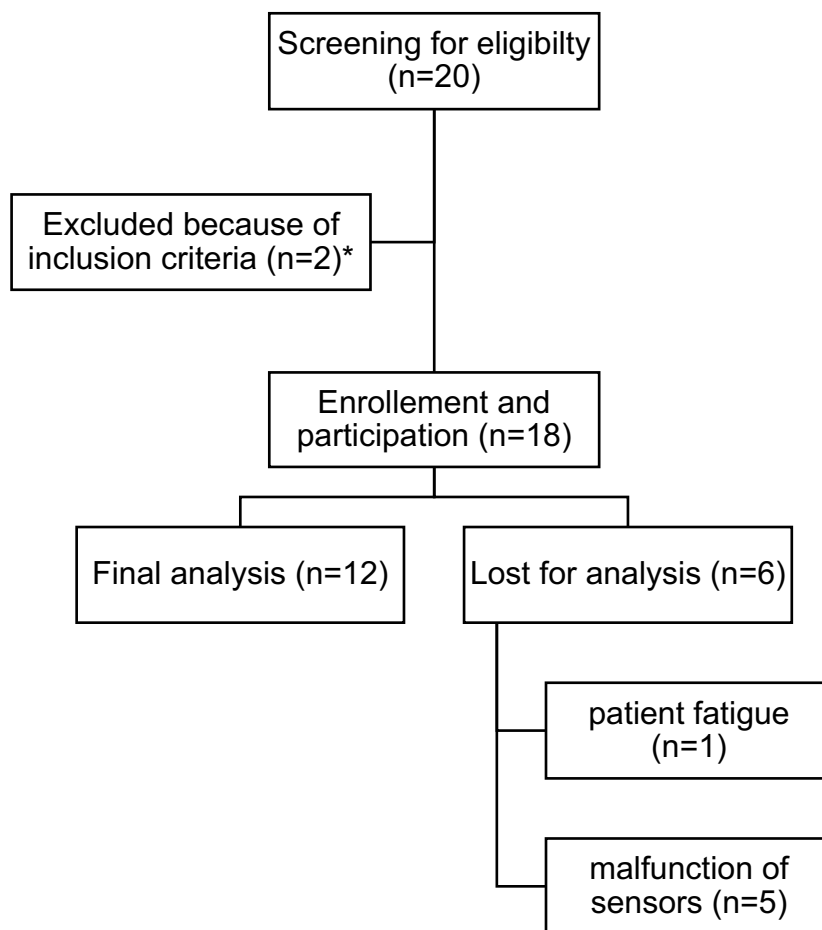 Screening for eligibilty
(n=20)
Excluded because of
inclusion criteria (n=2)*
Enrollement and
participation (n=18)
Final analysis (n=12)
Lost for analysis (n=6)
patient fatigue
(n=1)
malfunction of
sensors (n=5)